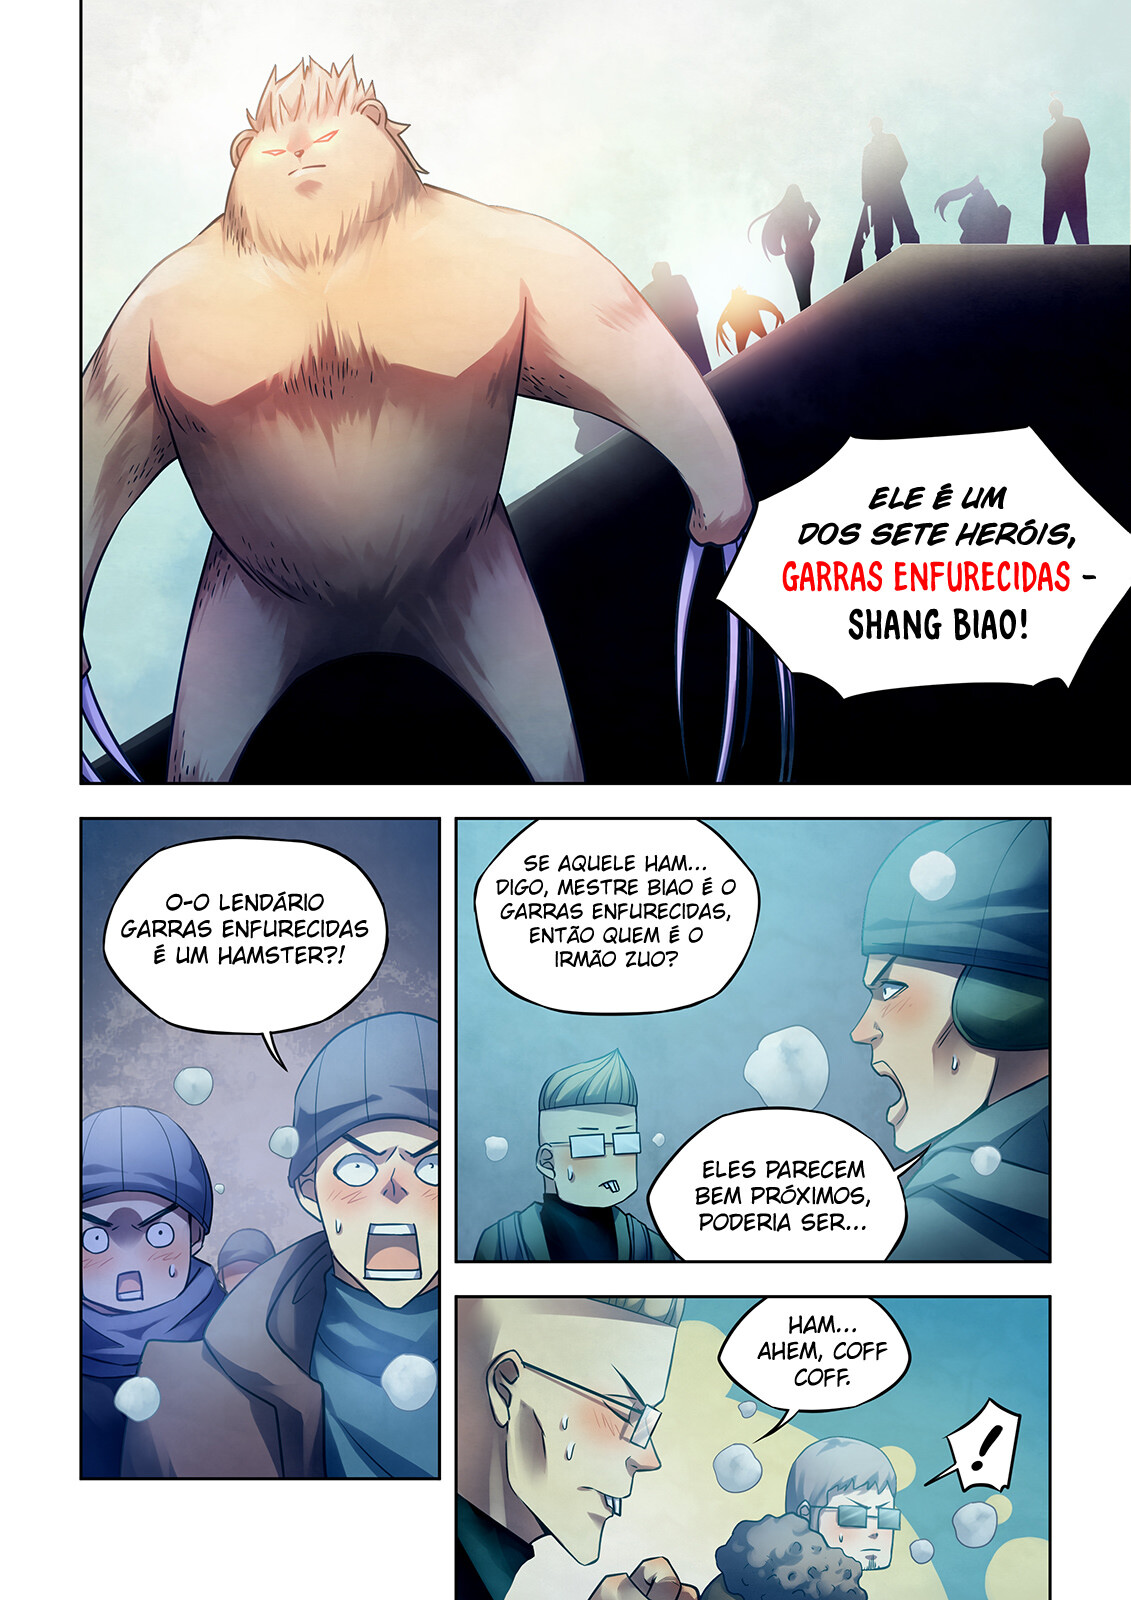 ELE É UM
DOS SETE HERÓIS,
GARRAS ENFURECIDAS -
SHANG BIAO!
O-O LENDÁRIO
GARRAS ENFURECIDAS
É UM HAMSTER?!
SE AQUELE HAM...
DIGO, MESTRE BIAO É O
GARRAS ENFURECIDAS,
ENTÃO QUEM É O
IRMÃO ZUO?
ELES PARECEM
BEM PRÓXIMOS,
PODERIA SER...
HAM...
AHEM, COFF
COFF.
!